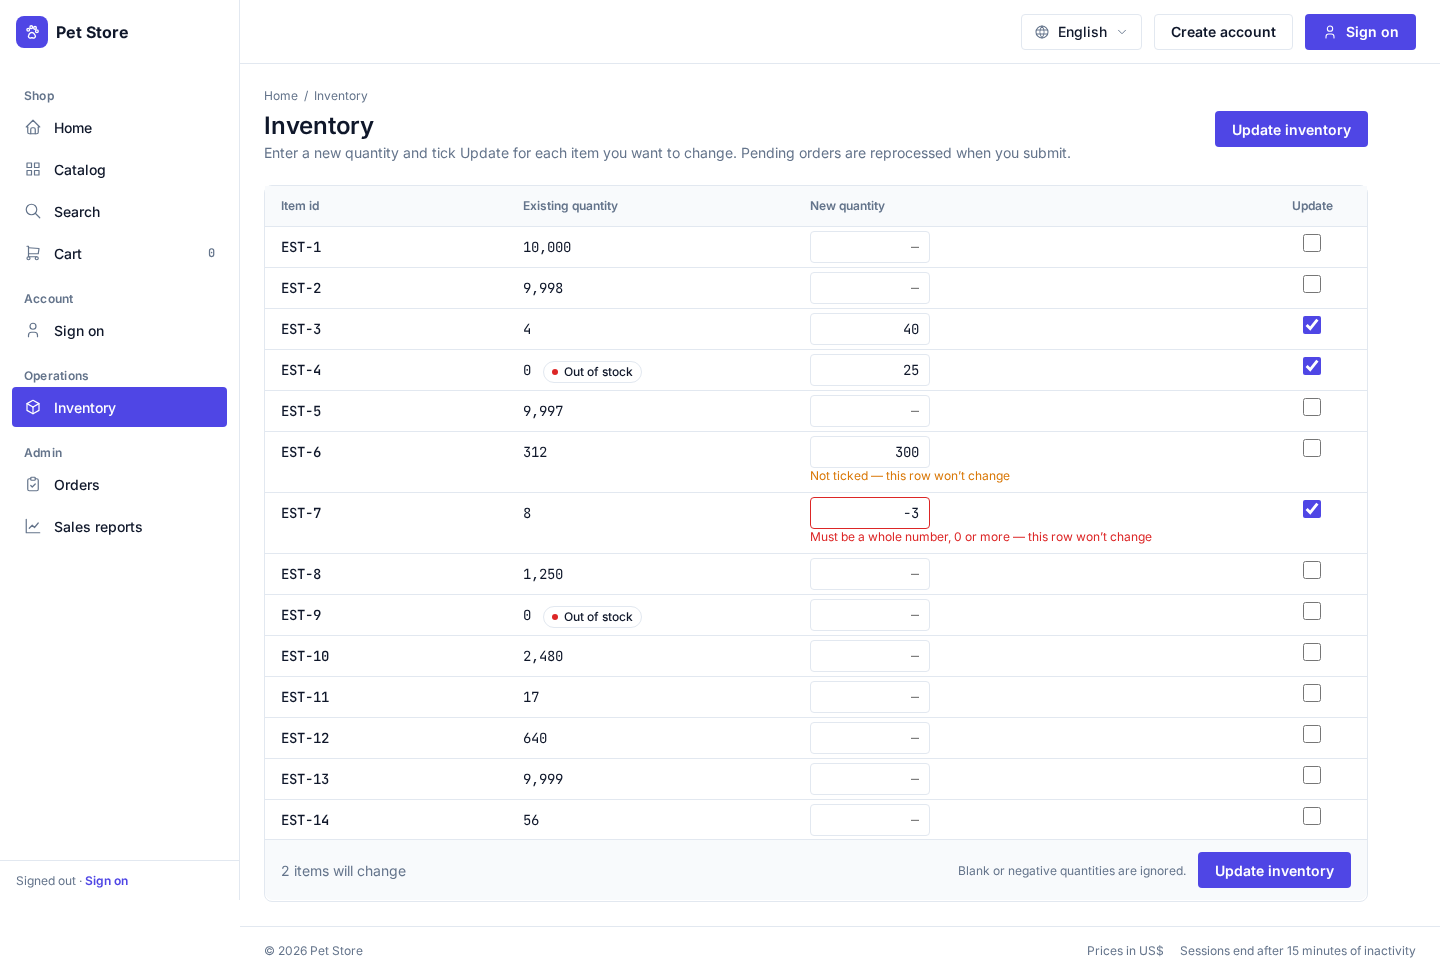 Pet Store
English
Create account
Sign on
Shop
Home
Catalog
Search
Cart 0
Account
Sign on
Operations
Inventory
Admin
Orders
Sales reports
Signed out · Sign on
Home / Inventory
Inventory
Enter a new quantity and tick Update for each item you want to change. Pending orders are reprocessed when you submit.
Update inventory
Item id Existing quantity New quantity Update
EST-1 10,000 —
EST-2 9,998 —
EST-3 4 40
EST-4 0 Out of stock 25
EST-5 9,997 —
EST-6 312 300
Not ticked — this row won’t change
EST-7 8 -3
Must be a whole number, 0 or more — this row won’t change
EST-8 1,250 —
EST-9 0 Out of stock —
EST-10 2,480 —
EST-11 17 —
EST-12 640 —
EST-13 9,999 —
EST-14 56 —
2 items will change
Blank or negative quantities are ignored.
Update inventory
© 2026 Pet Store
Prices in US$ Sessions end after 15 minutes of inactivity